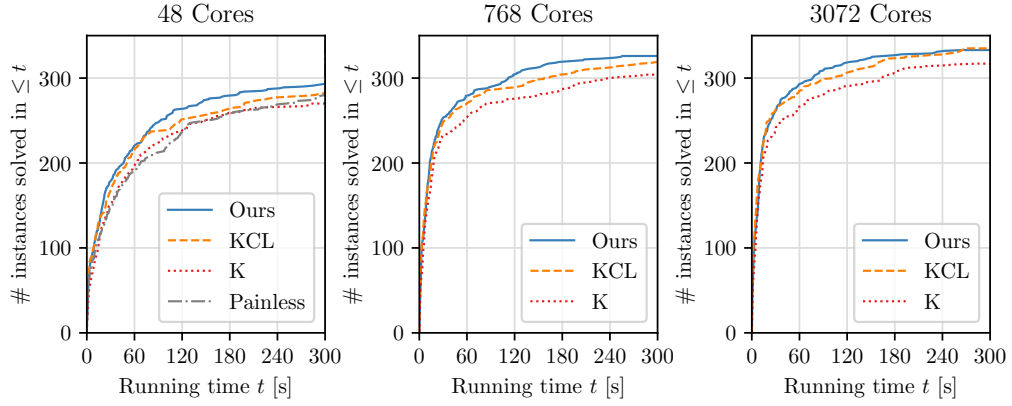 48 Cores
# instances solved in ≤ t
300
200
100
0
Ours
KCL
K
Painless
0 60 120 180 240 300
Running time t [s]
768 Cores
# instances solved in ≤ t
300
200
100
0
Ours
KCL
K
0 60 120 180 240 300
Running time t [s]
3072 Cores
# instances solved in ≤ t
300
200
100
0
Ours
KCL
K
0 60 120 180 240 300
Running time t [s]